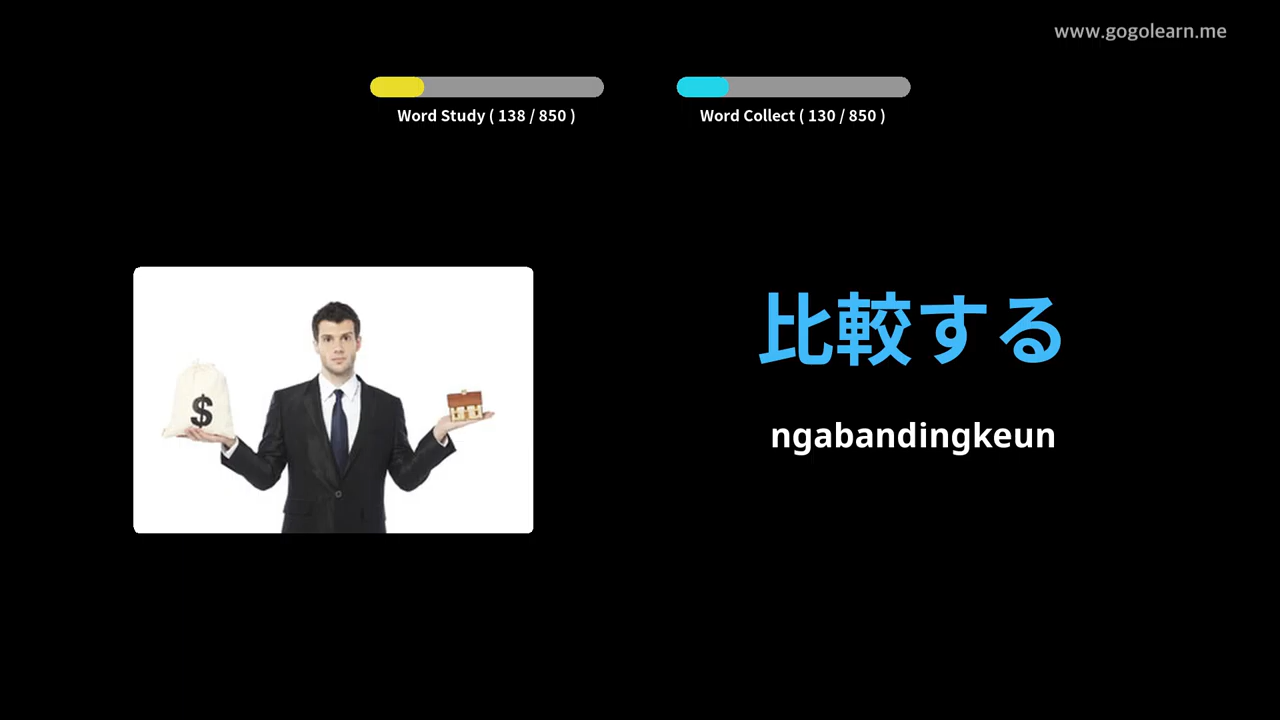 www.gogolearn.me
Word Study ( 138 / 850 )
Word Collect ( 130 / 850 )
$
比較する
ngabandingkeun